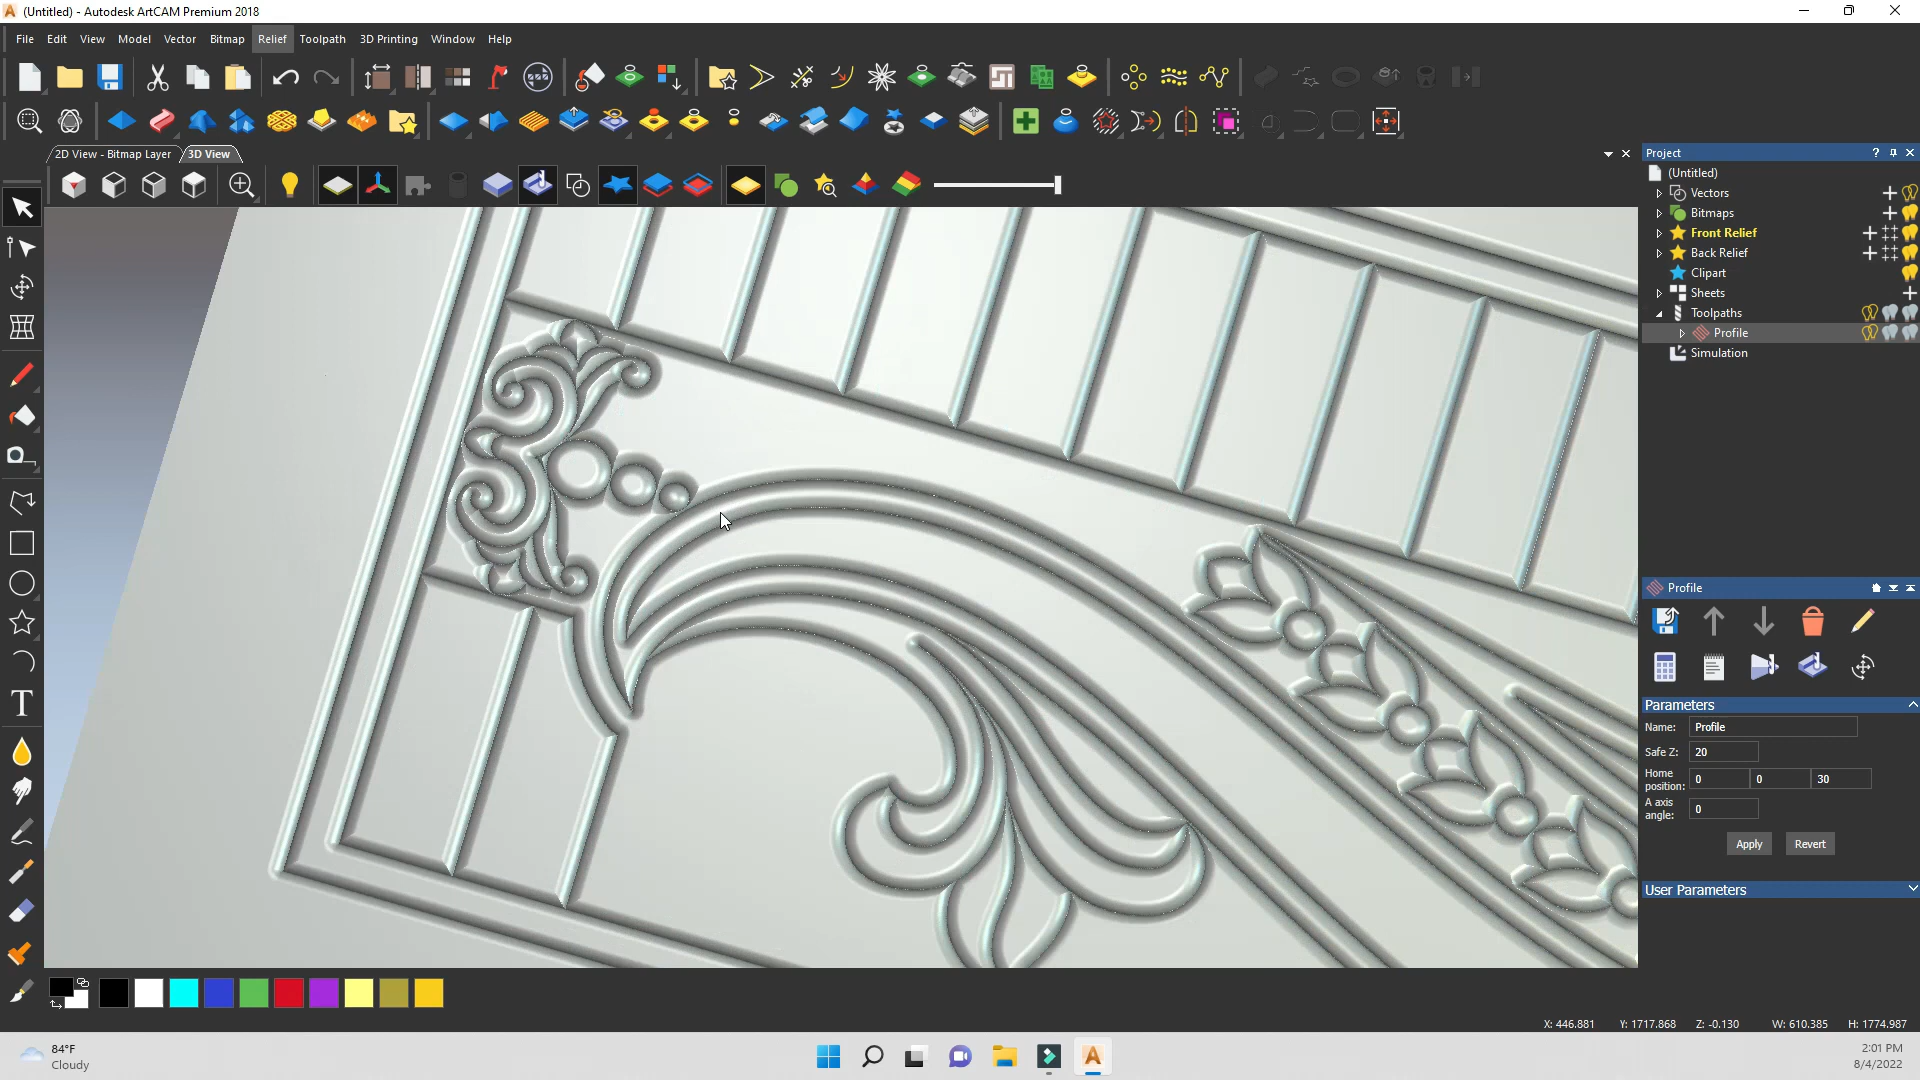 (Untitled) - Autodesk ArtCAM Premium 2018
File Edit View Model Vector Bitmap Relief Toolpath 3D Printing Window Help
2D View - Bitmap Layer 3D View
Project
(Untitled)
Vectors
Bitmaps
Front Relief
Back Relief
Clipart
Sheets
Toolpaths
Profile
Simulation
Profile
Parameters
Name: Profile
Safe Z: 20
Home position: 0 0 30
A axis angle: 0
Apply Revert
User Parameters
X: 446.881 Y: 1717.868 Z: -0.130 W: 610.385 H: 1774.987
84°F
Cloudy
2:01 PM
8/4/2022